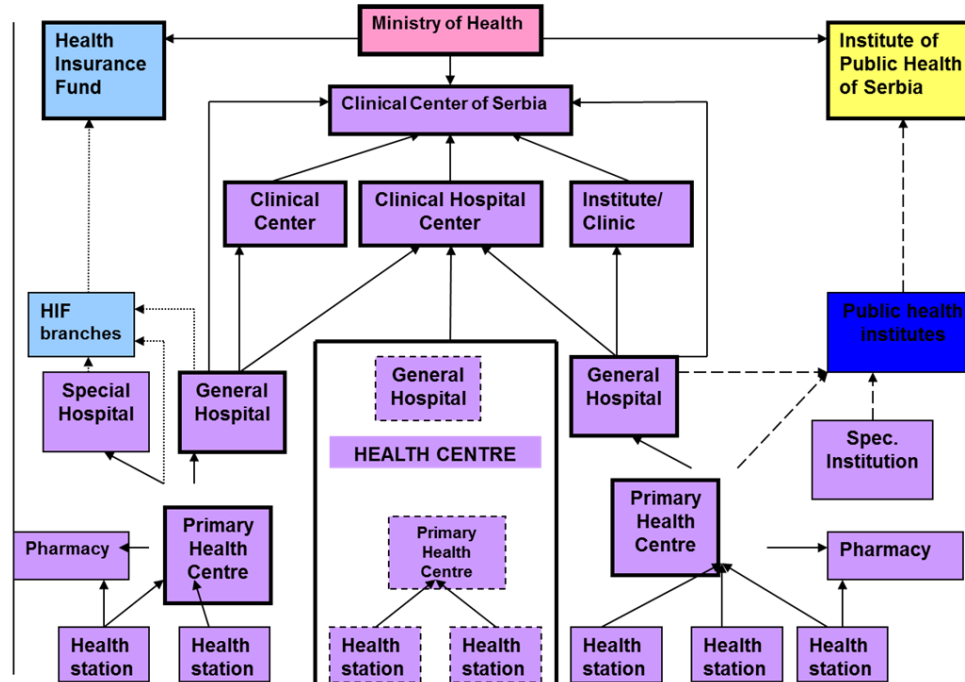 Ministry of Health
Health
Insurance
Fund
Institute of
Public Health
of Serbia
Clinical Center of Serbia
Clinical
Center
Clinical Hospital
Center
Institute/
Clinic
HIF
branches
Public health
institutes
Special
Hospital
General
Hospital
General
Hospital
General
Hospital
HEALTH CENTRE
Spec.
Institution
Primary
Health
Centre
Primary
Health
Centre
Primary
Health
Centre
Pharmacy
Pharmacy
Health
station
Health
station
Health
station
Health
station
Health
station
Health
station
Health
station